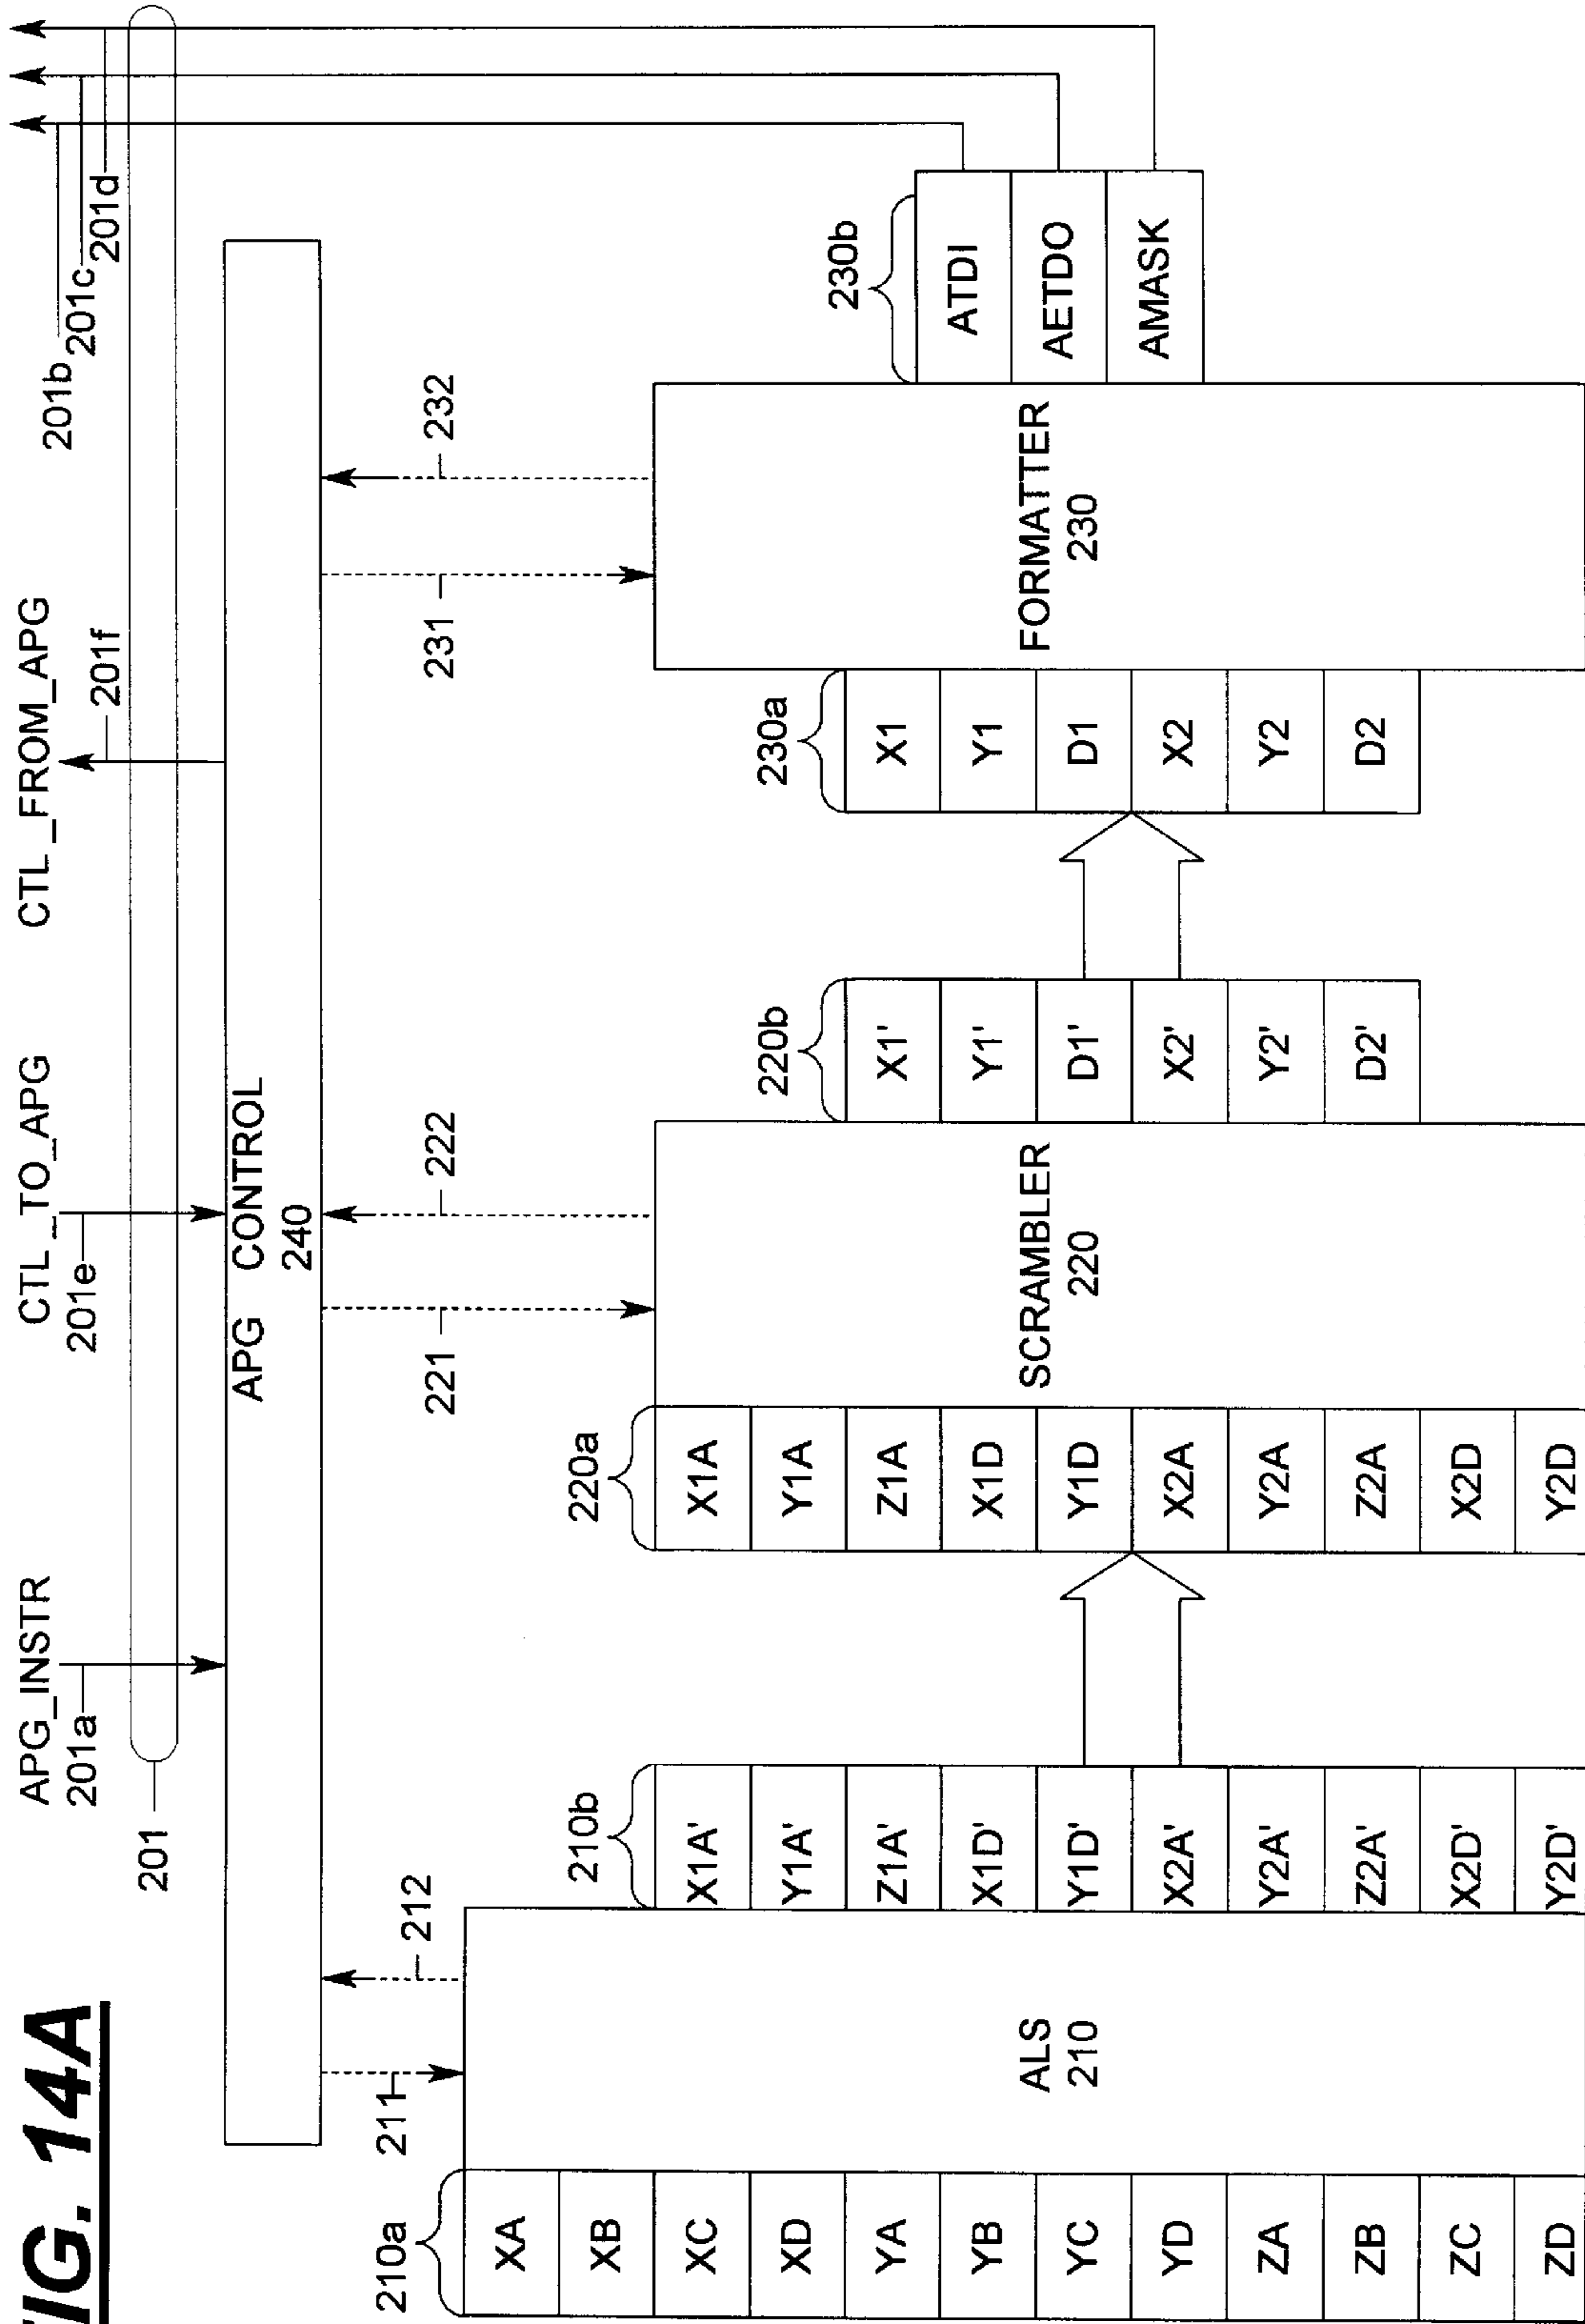 FIG. 14A
APG_INSTR
201a
CTL_TO_APG
201e
CTL_FROM_APG
201f
201b
201c
201d
201
APG CONTROL
240
211
212
221
222
231
232
210a
XA
XB
XC
XD
YA
YB
YC
YD
ZA
ZB
ZC
ZD
ALS
210
210b
X1A'
Y1A'
Z1A'
X1D'
Y1D'
X2A'
Y2A'
Z2A'
X2D'
Y2D'
220a
X1A
Y1A
Z1A
X1D
Y1D
X2A
Y2A
Z2A
X2D
Y2D
SCRAMBLER
220
220b
X1'
Y1'
D1'
X2'
Y2'
D2'
230a
X1
Y1
D1
X2
Y2
D2
FORMATTER
230
230b
ATDI
AETDO
AMASK